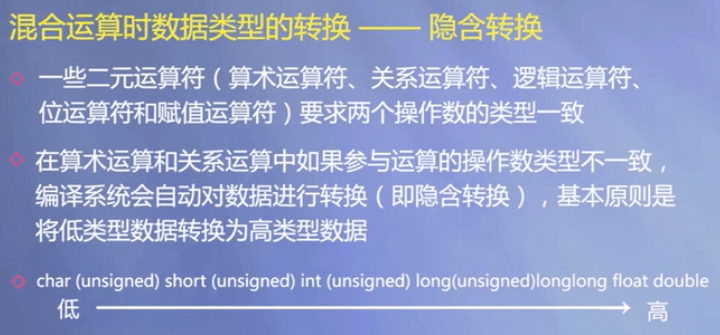 混合运算时数据类型的转换 —— 隐含转换
一些二元运算符（算术运算符、关系运算符、逻辑运算符、
位运算符和赋值运算符）要求两个操作数的类型一致
在算术运算和关系运算中如果参与运算的操作数类型不一致，
编译系统会自动对数据进行转换（即隐含转换），基本原则是
将低类型数据转换为高类型数据
char (unsigned) short (unsigned) int (unsigned) long(unsigned)longlong float double
低 高